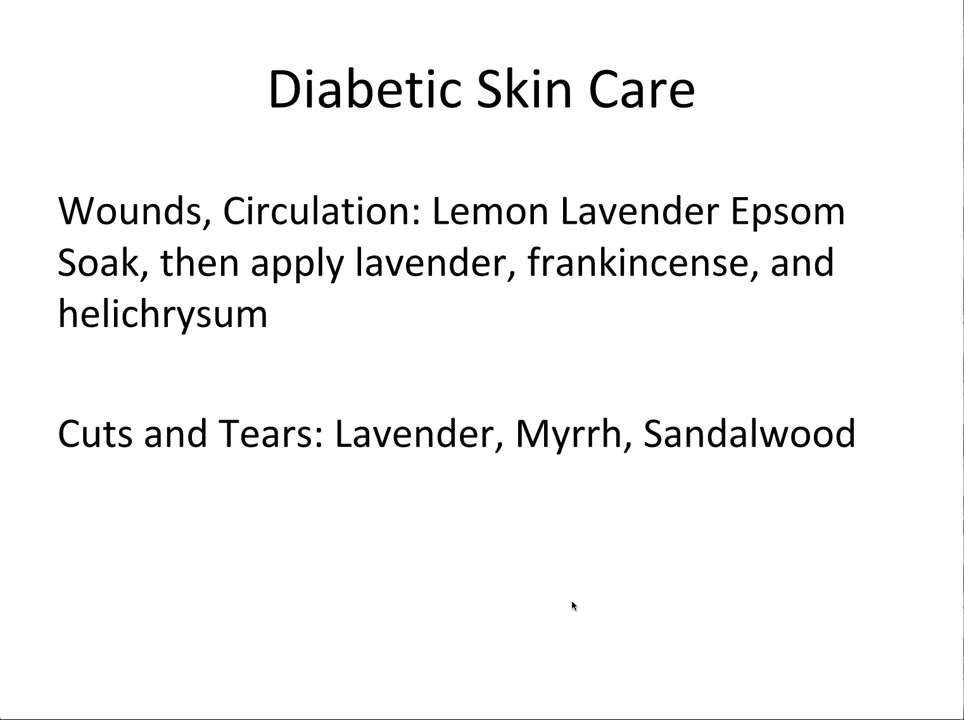 Diabetic Skin Care
Wounds, Circulation: Lemon Lavender Epsom
Soak, then apply lavender, frankincense, and
helichrysum
Cuts and Tears: Lavender, Myrrh, Sandalwood